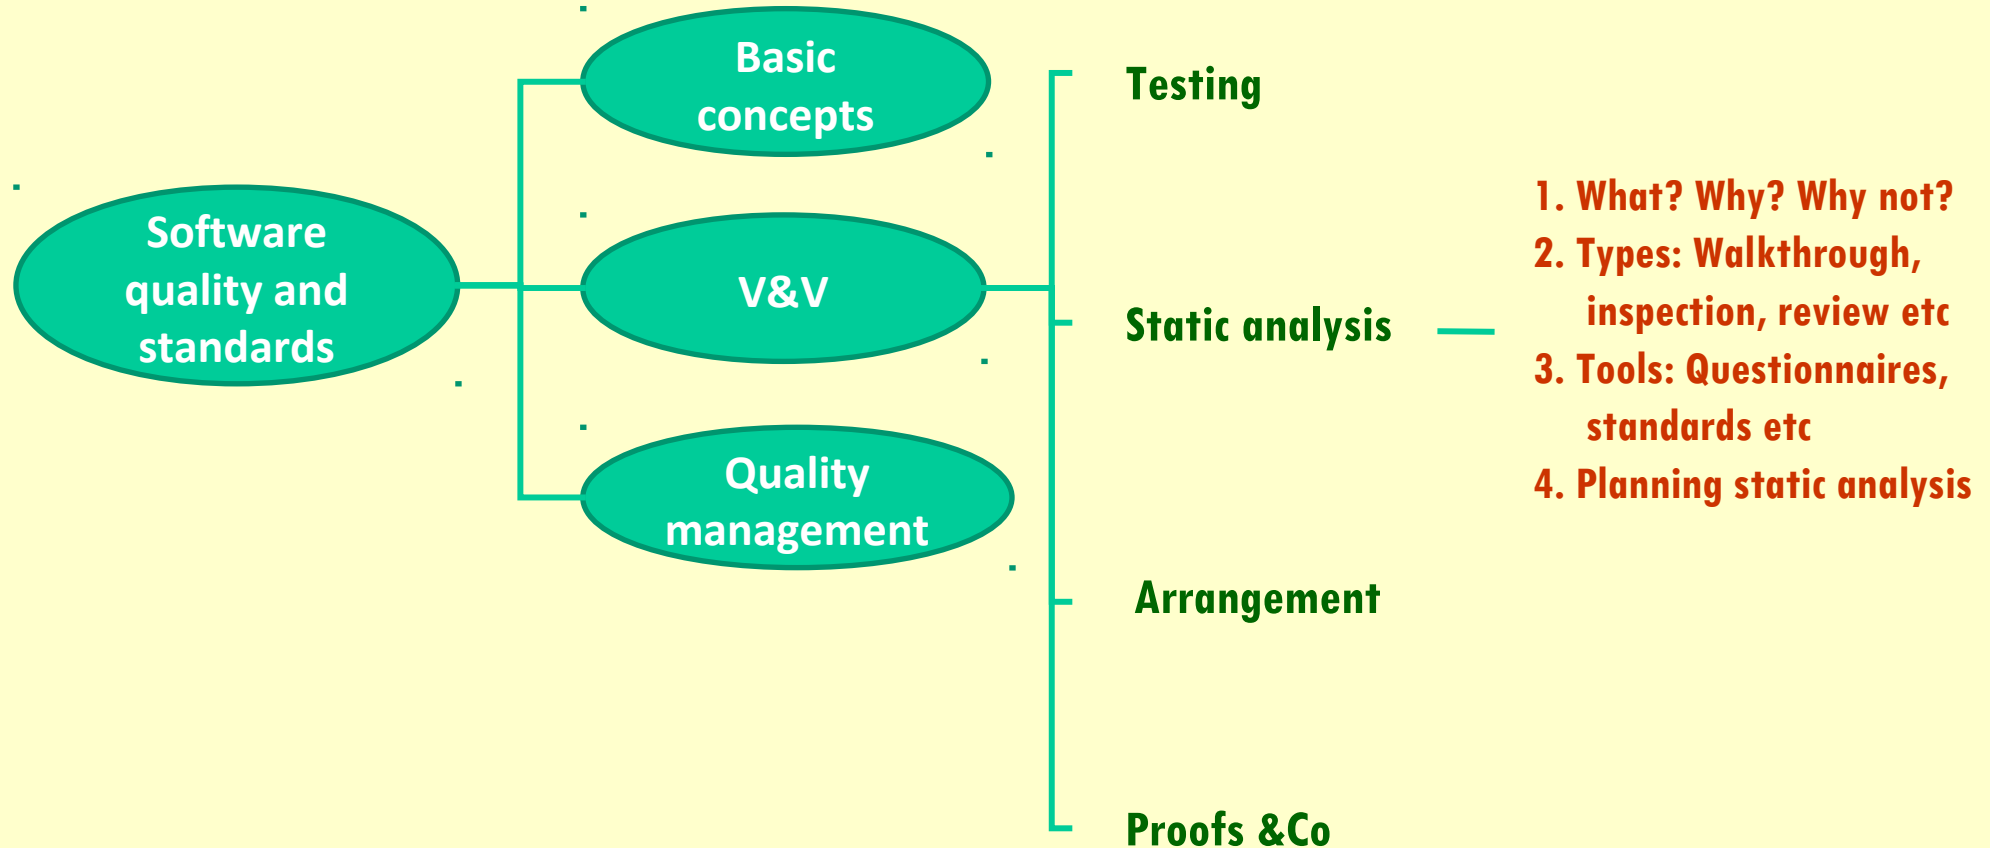 Software
quality and
standards
Basic
concepts
V&V
Quality
management
Testing
Static analysis
Arrangement
Proofs &Co
1. What? Why? Why not?
2. Types: Walkthrough,
inspection, review etc
3. Tools: Questionnaires,
standards etc
4. Planning static analysis